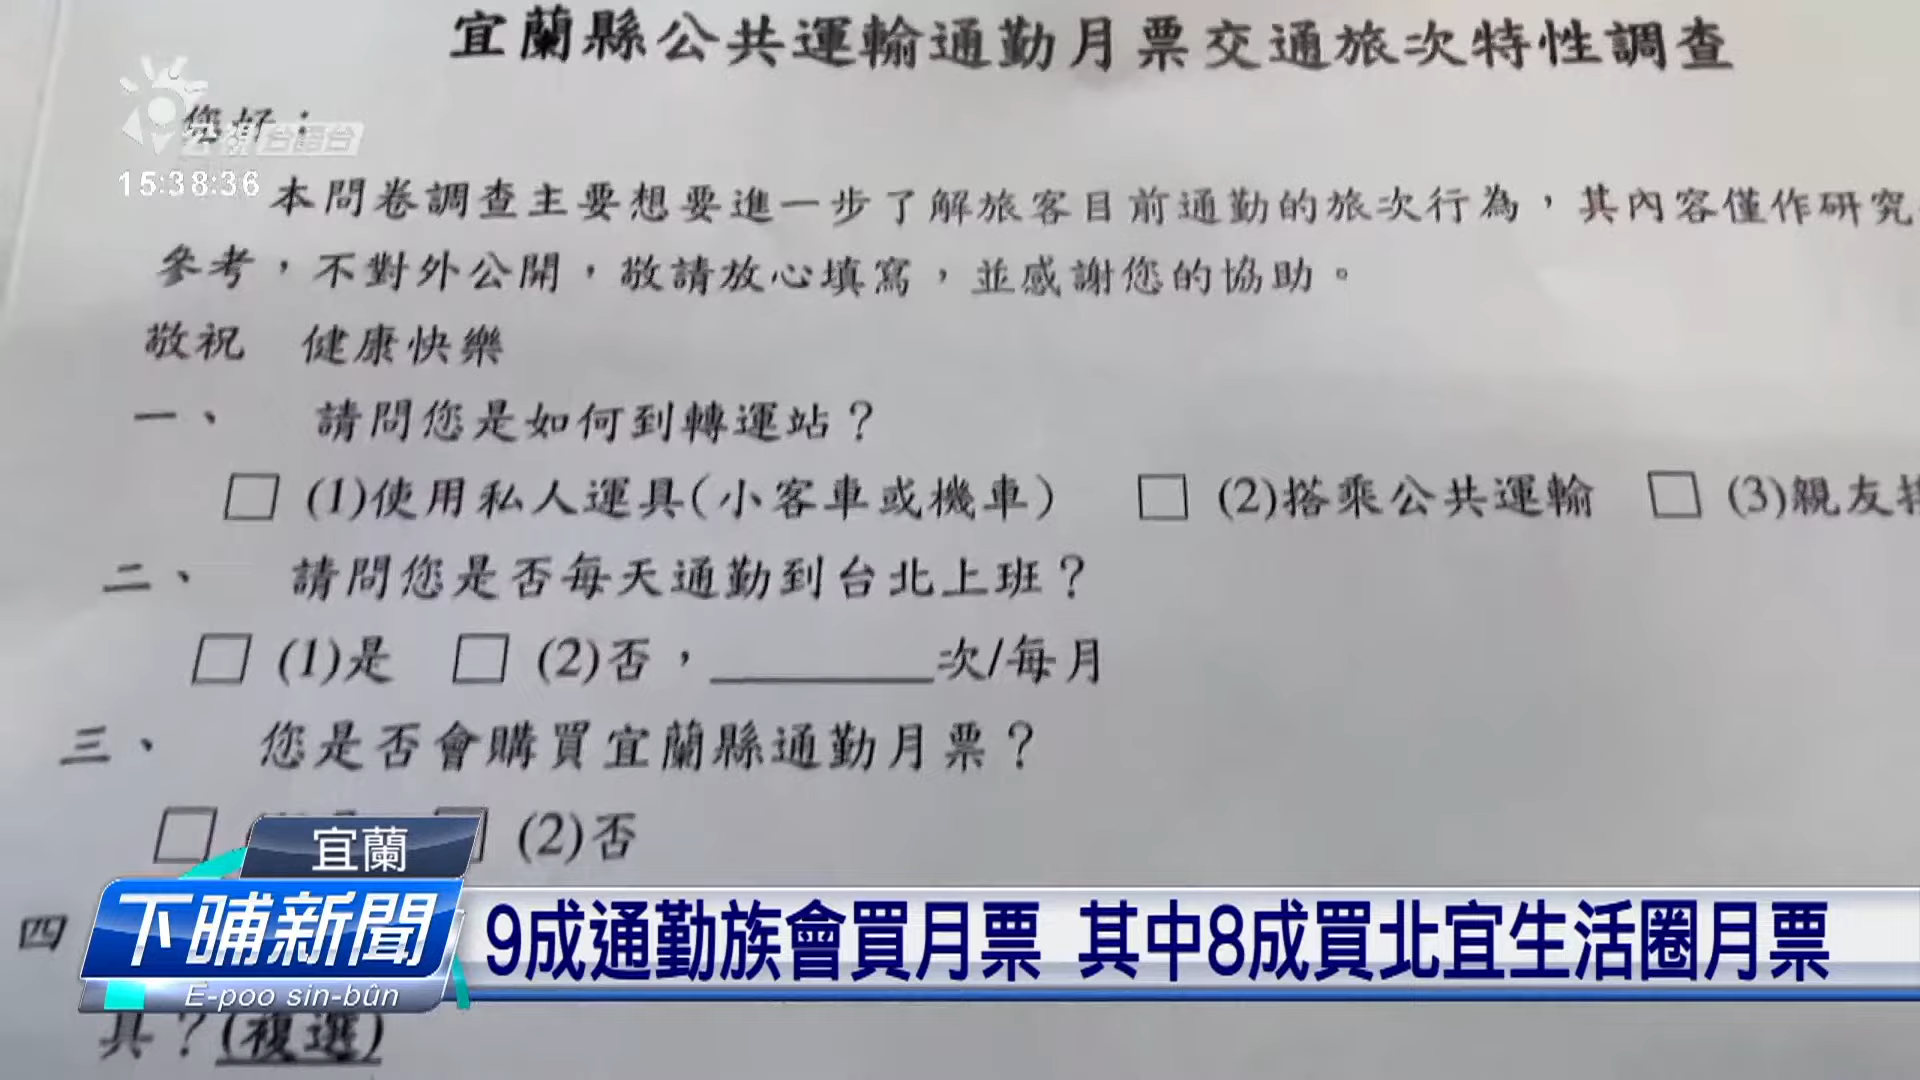 宜蘭縣公共運輸通勤月票交通旅次特性調查
您好：
公視台語台
15:38:36
本問卷調查主要想要進一步了解旅客目前通勤的旅次行為，其內容僅作研究
參考，不對外公開，敬請放心填寫，並感謝您的協助。
敬祝 健康快樂
一、 請問您是如何到轉運站？
□ (1)使用私人運具(小客車或機車) □ (2)搭乘公共運輸 □ (3)親友
二、 請問您是否每天通勤到台北上班？
□ (1)是 □ (2)否，________次/每月
三、 您是否會購買宜蘭縣通勤月票？
□ □ (2)否
宜蘭
四
下晡新聞
9成通勤族會買月票 其中8成買北宜生活圈月票
E-poo sin-bûn
具？(複選)